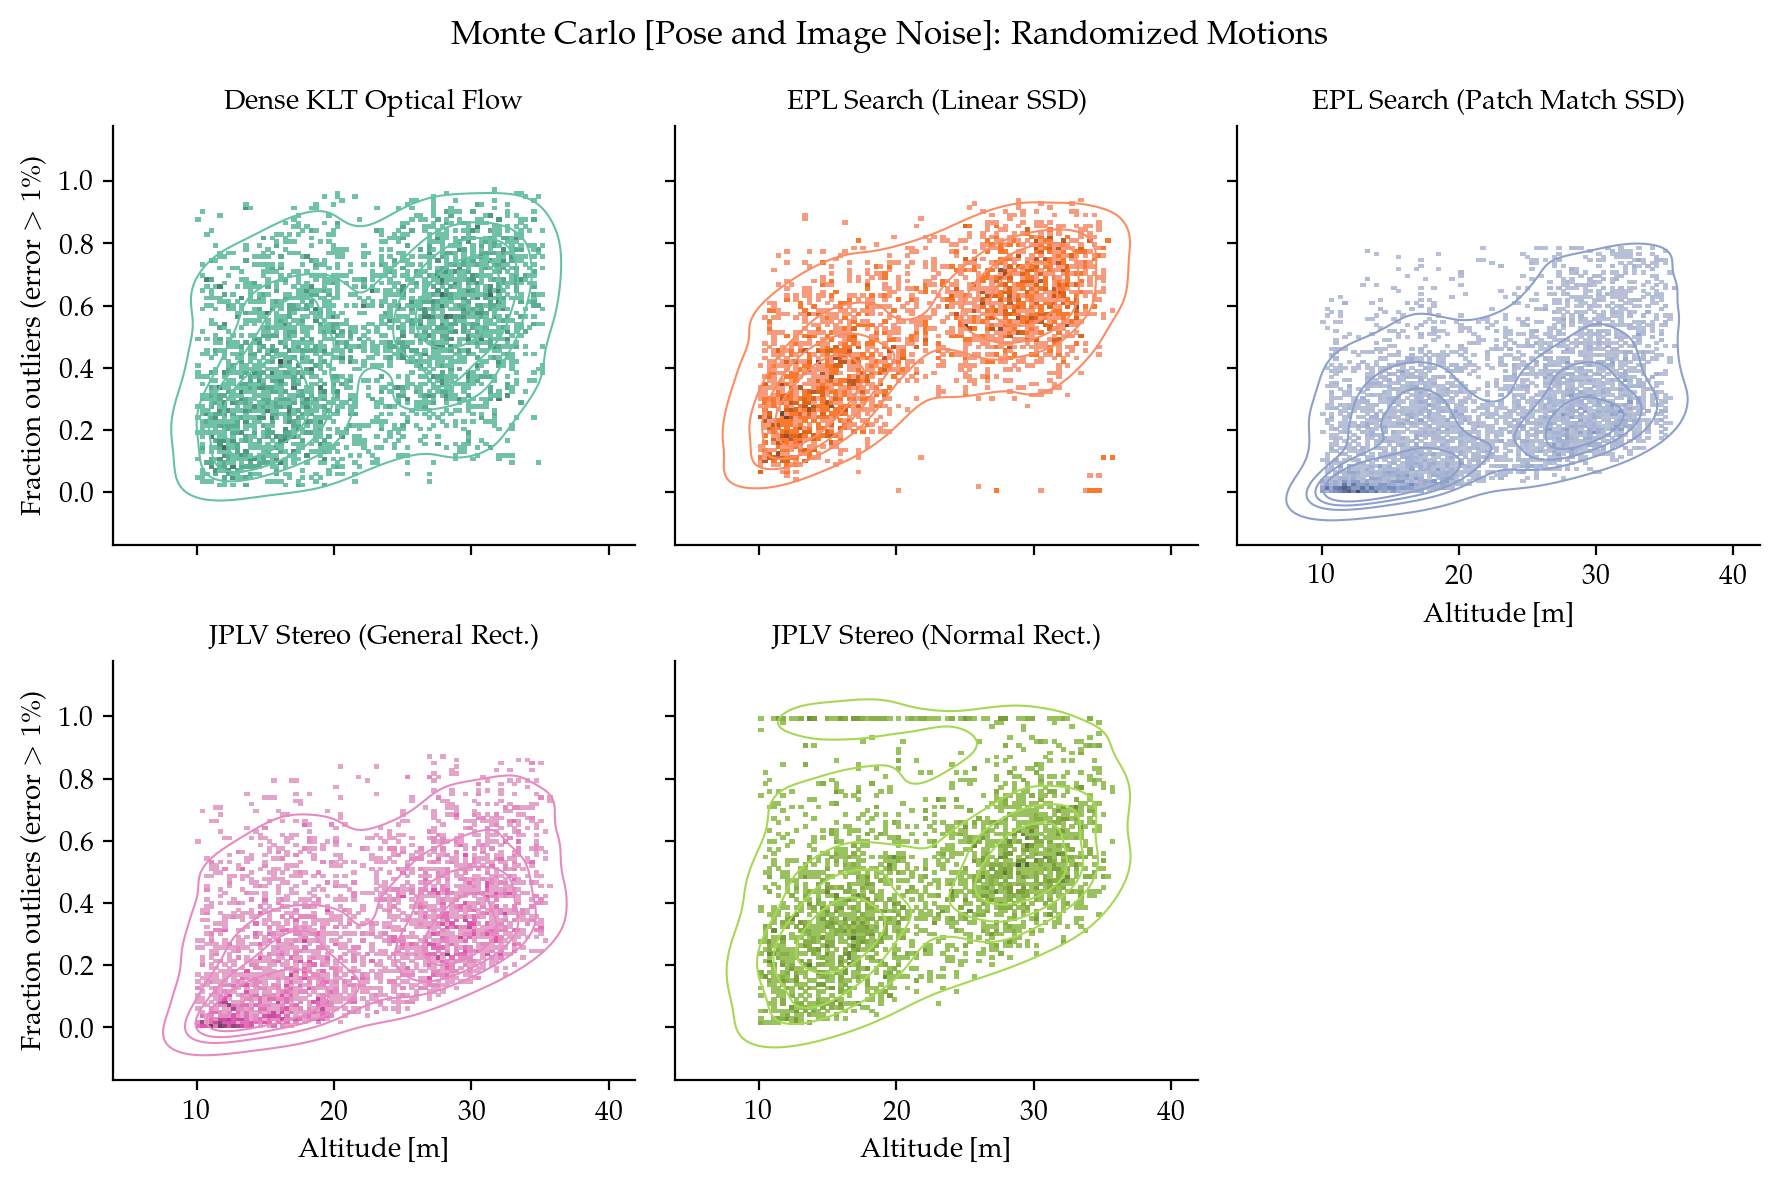 Monte Carlo [Pose and Image Noise]: Randomized Motions
Dense KLT Optical Flow
EPL Search (Linear SSD)
EPL Search (Patch Match SSD)
Fraction outliers (error > 1%)
1.0
0.8
0.6
0.4
0.2
0.0
10 20 30 40
Altitude [m]
JPLV Stereo (General Rect.)
JPLV Stereo (Normal Rect.)
Fraction outliers (error > 1%)
1.0
0.8
0.6
0.4
0.2
0.0
10 20 30 40
Altitude [m]
10 20 30 40
Altitude [m]